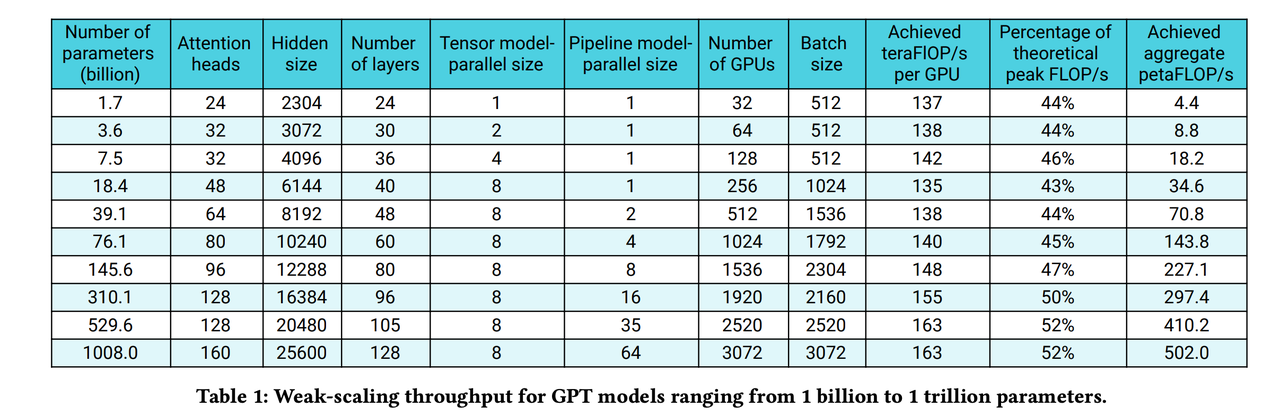 Number of parameters (billion) Attention heads Hidden size Number of layers Tensor model-parallel size Pipeline model-parallel size Number of GPUs Batch size Achieved teraFlOP/s per GPU Percentage of theoretical peak FLOP/s Achieved aggregate petaFLOP/s
1.7 24 2304 24 1 1 32 512 137 44% 4.4
3.6 32 3072 30 2 1 64 512 138 44% 8.8
7.5 32 4096 36 4 1 128 512 142 46% 18.2
18.4 48 6144 40 8 1 256 1024 135 43% 34.6
39.1 64 8192 48 8 2 512 1536 138 44% 70.8
76.1 80 10240 60 8 4 1024 1792 140 45% 143.8
145.6 96 12288 80 8 8 1536 2304 148 47% 227.1
310.1 128 16384 96 8 16 1920 2160 155 50% 297.4
529.6 128 20480 105 8 35 2520 2520 163 52% 410.2
1008.0 160 25600 128 8 64 3072 3072 163 52% 502.0
Table 1: Weak-scaling throughput for GPT models ranging from 1 billion to 1 trillion parameters.